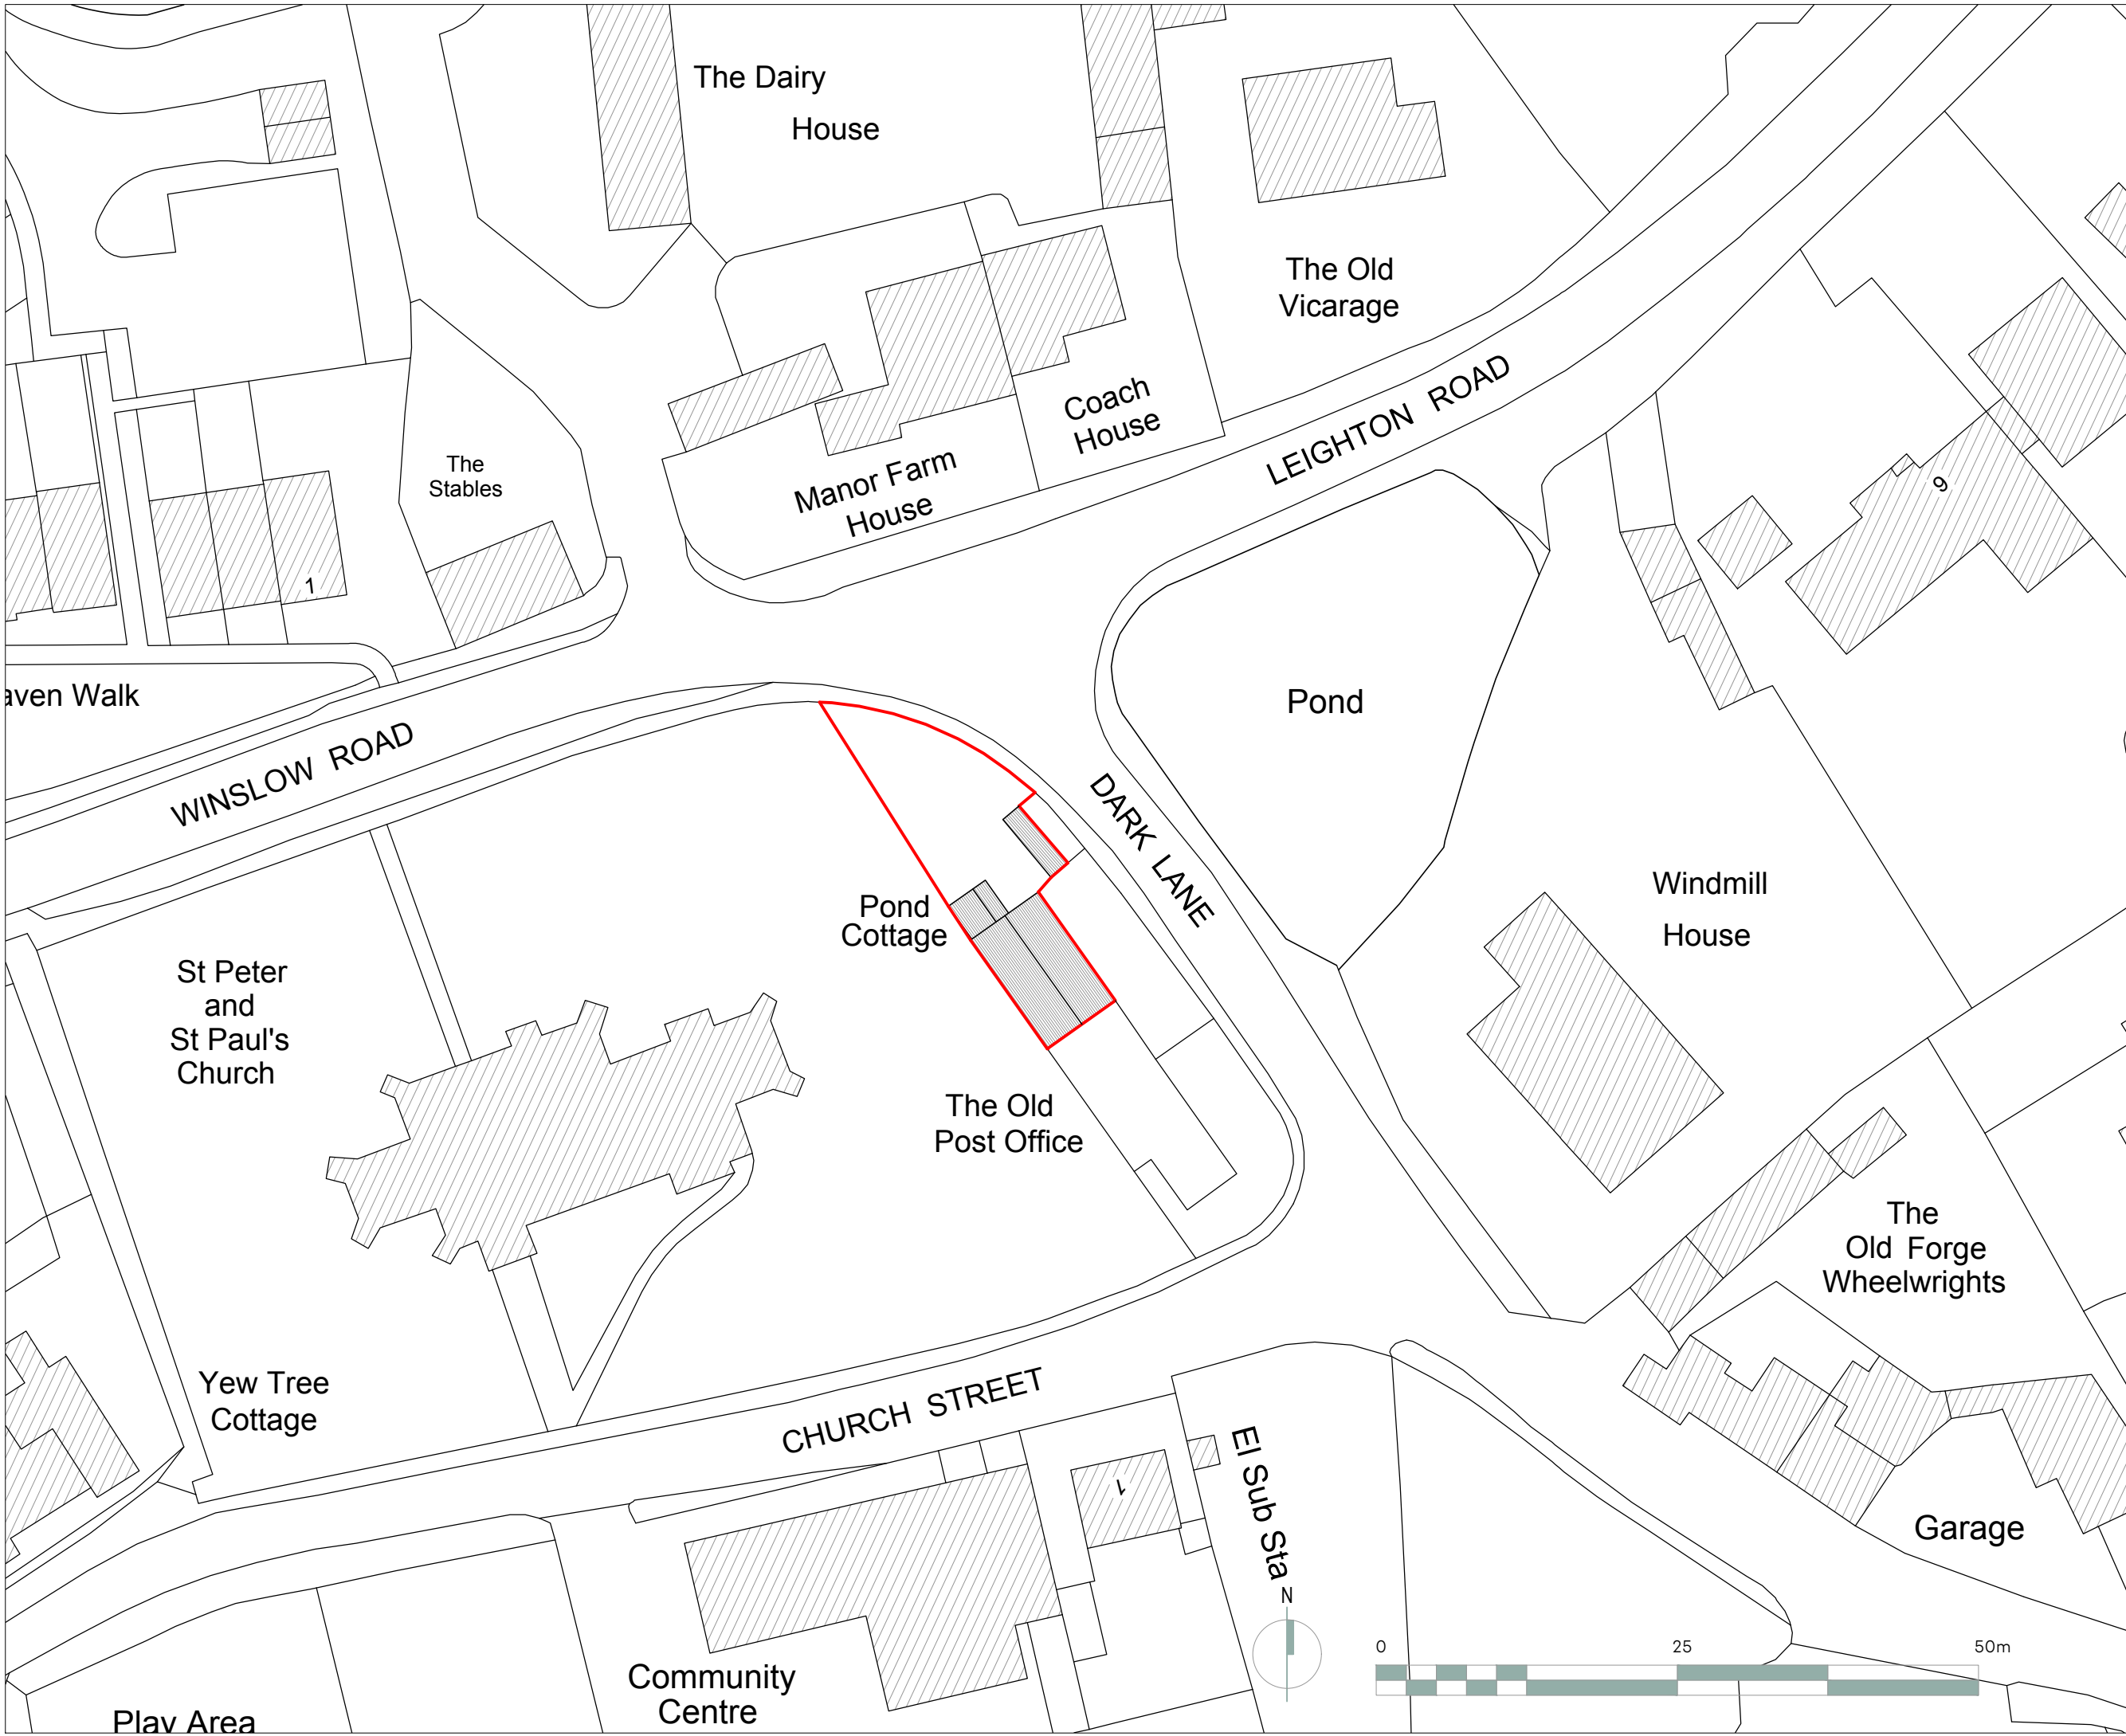 The Dairy
House
The Old
Vicarage
Coach
House
LEIGHTON ROAD
The
Stables
Manor Farm
House
9
1
aven Walk
Pond
WINSLOW ROAD
DARK LANE
Windmill
House
Pond
Cottage
St Peter
and
St Paul's
Church
The Old
Post Office
The
Old Forge
Wheelwrights
Yew Tree
Cottage
CHURCH STREET
1
El Sub Sta
Garage
N
0 25 50m
Community
Centre
Play Area